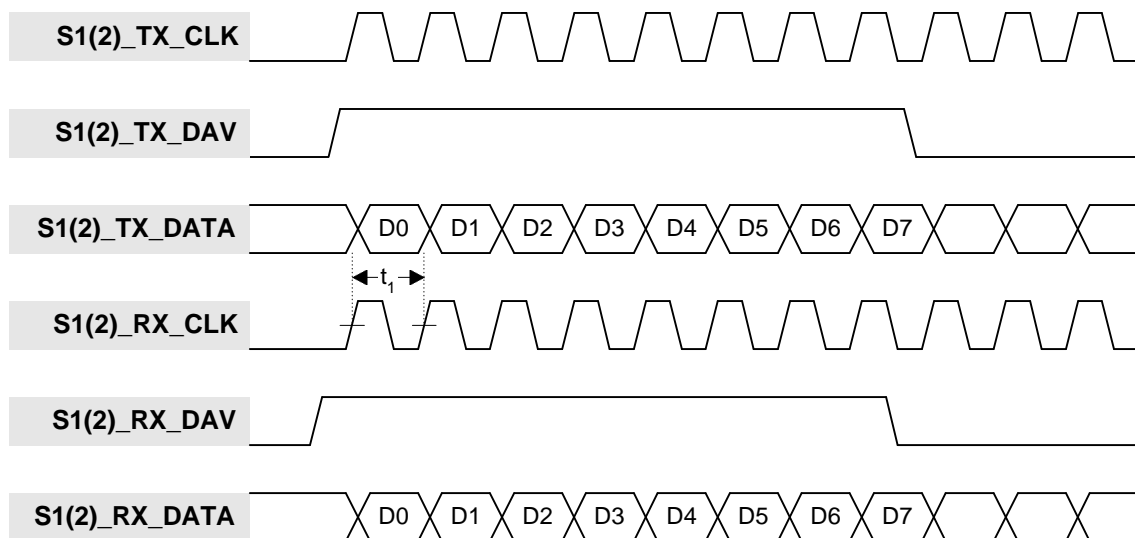 S1(2)_TX_CLK
S1(2)_TX_DAV
S1(2)_TX_DATA D0 D1 D2 D3 D4 D5 D6 D7
t1
S1(2)_RX_CLK
S1(2)_RX_DAV
S1(2)_RX_DATA D0 D1 D2 D3 D4 D5 D6 D7